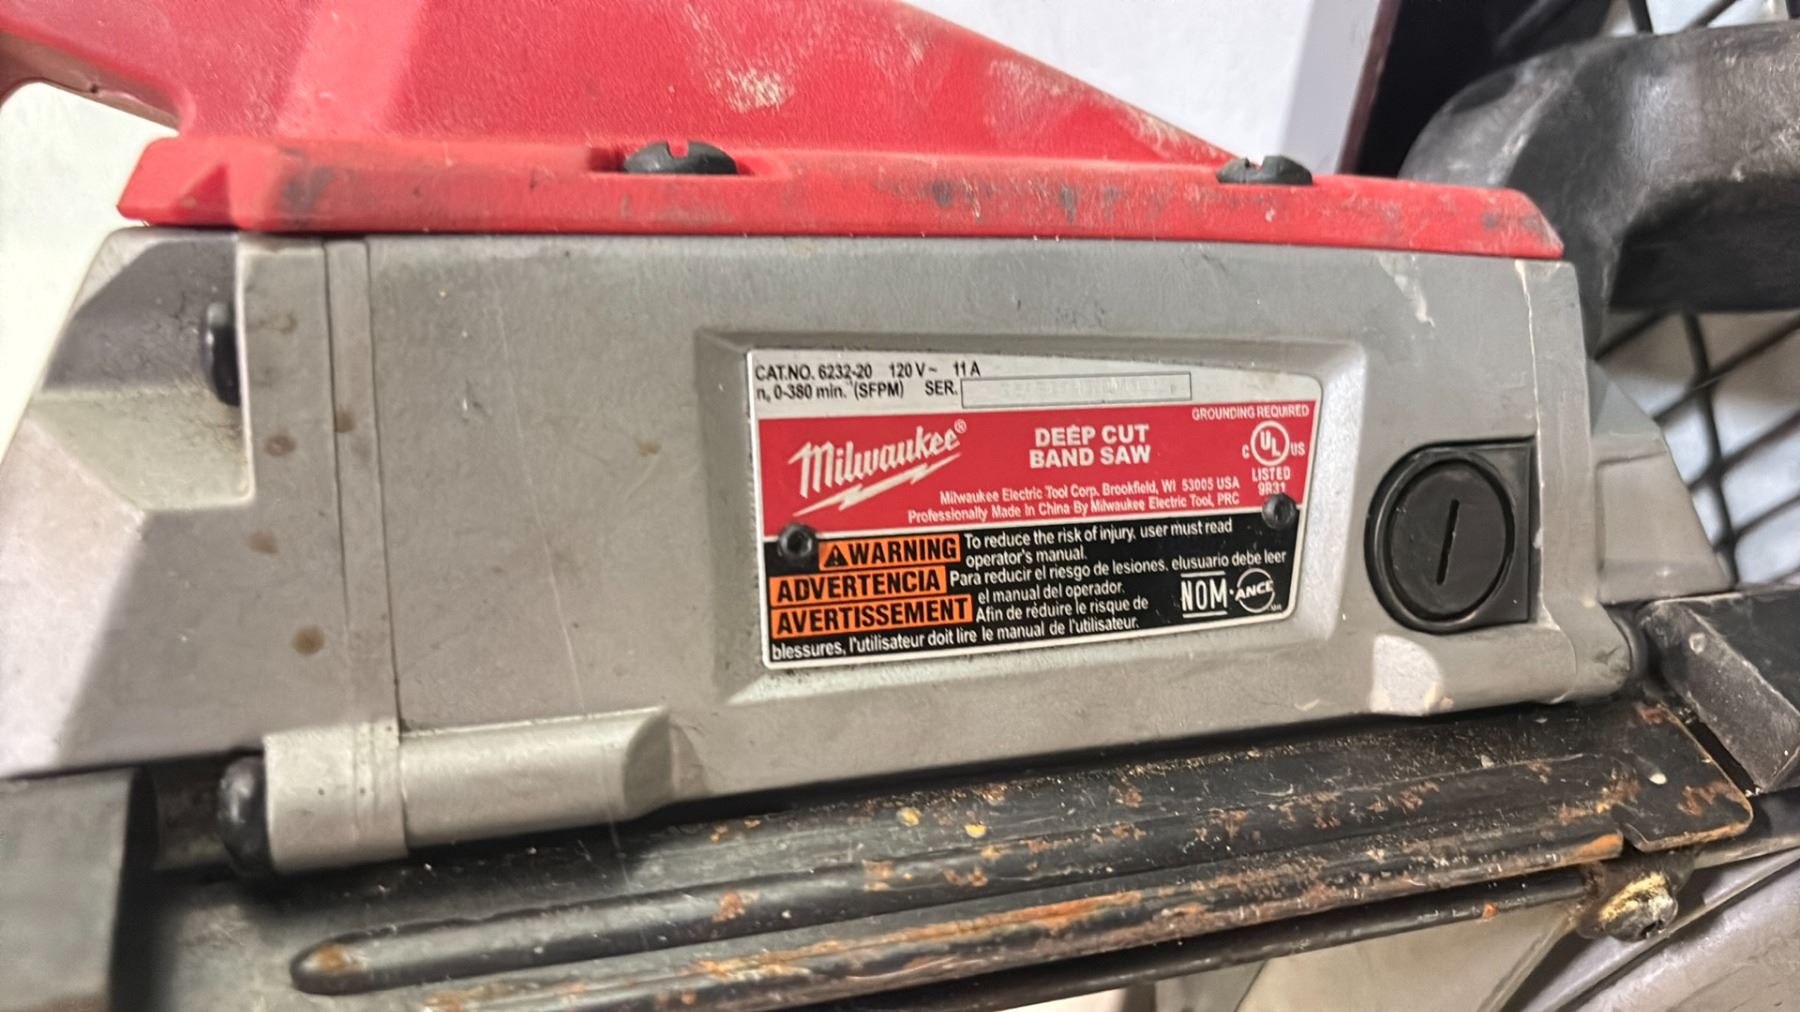 CAT.NO. 6232-20 120 V~ 11 A
n₀ 0-380 min.⁻¹ (SFPM) SER.
GROUNDING REQUIRED
Milwaukee®
DEEP CUT
BAND SAW
C UL US
LISTED
9R31
Milwaukee Electric Tool Corp. Brookfield, WI 53005 USA
Professionally Made In China By Milwaukee Electric Tool, PRC
WARNING To reduce the risk of injury, user must read
operator's manual.
ADVERTENCIA Para reducir el riesgo de lesiones, elusuario debe leer
el manual del operador.
AVERTISSEMENT Afin de réduire le risque de
blessures, l'utilisateur doit lire le manual de l'utilisateur.
NOM-ANCE